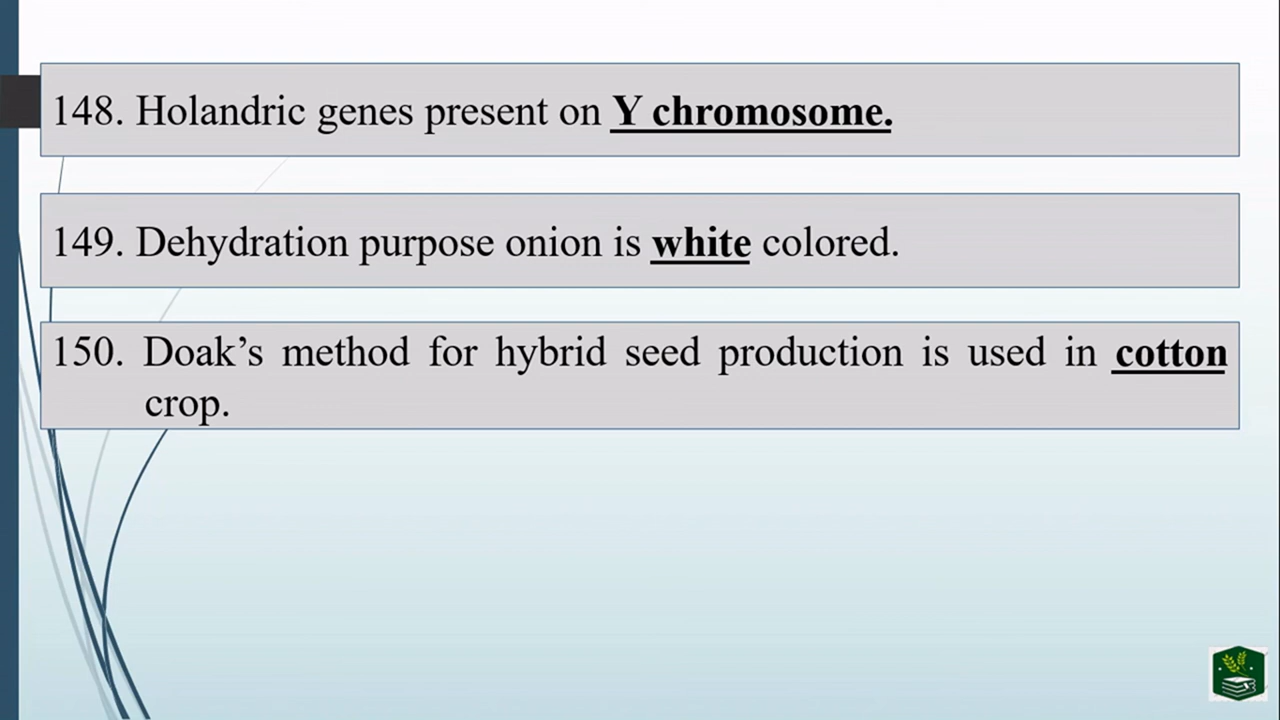 148. Holandric genes present on Y chromosome.
149. Dehydration purpose onion is white colored.
150. Doak’s method for hybrid seed production is used in cotton
crop.